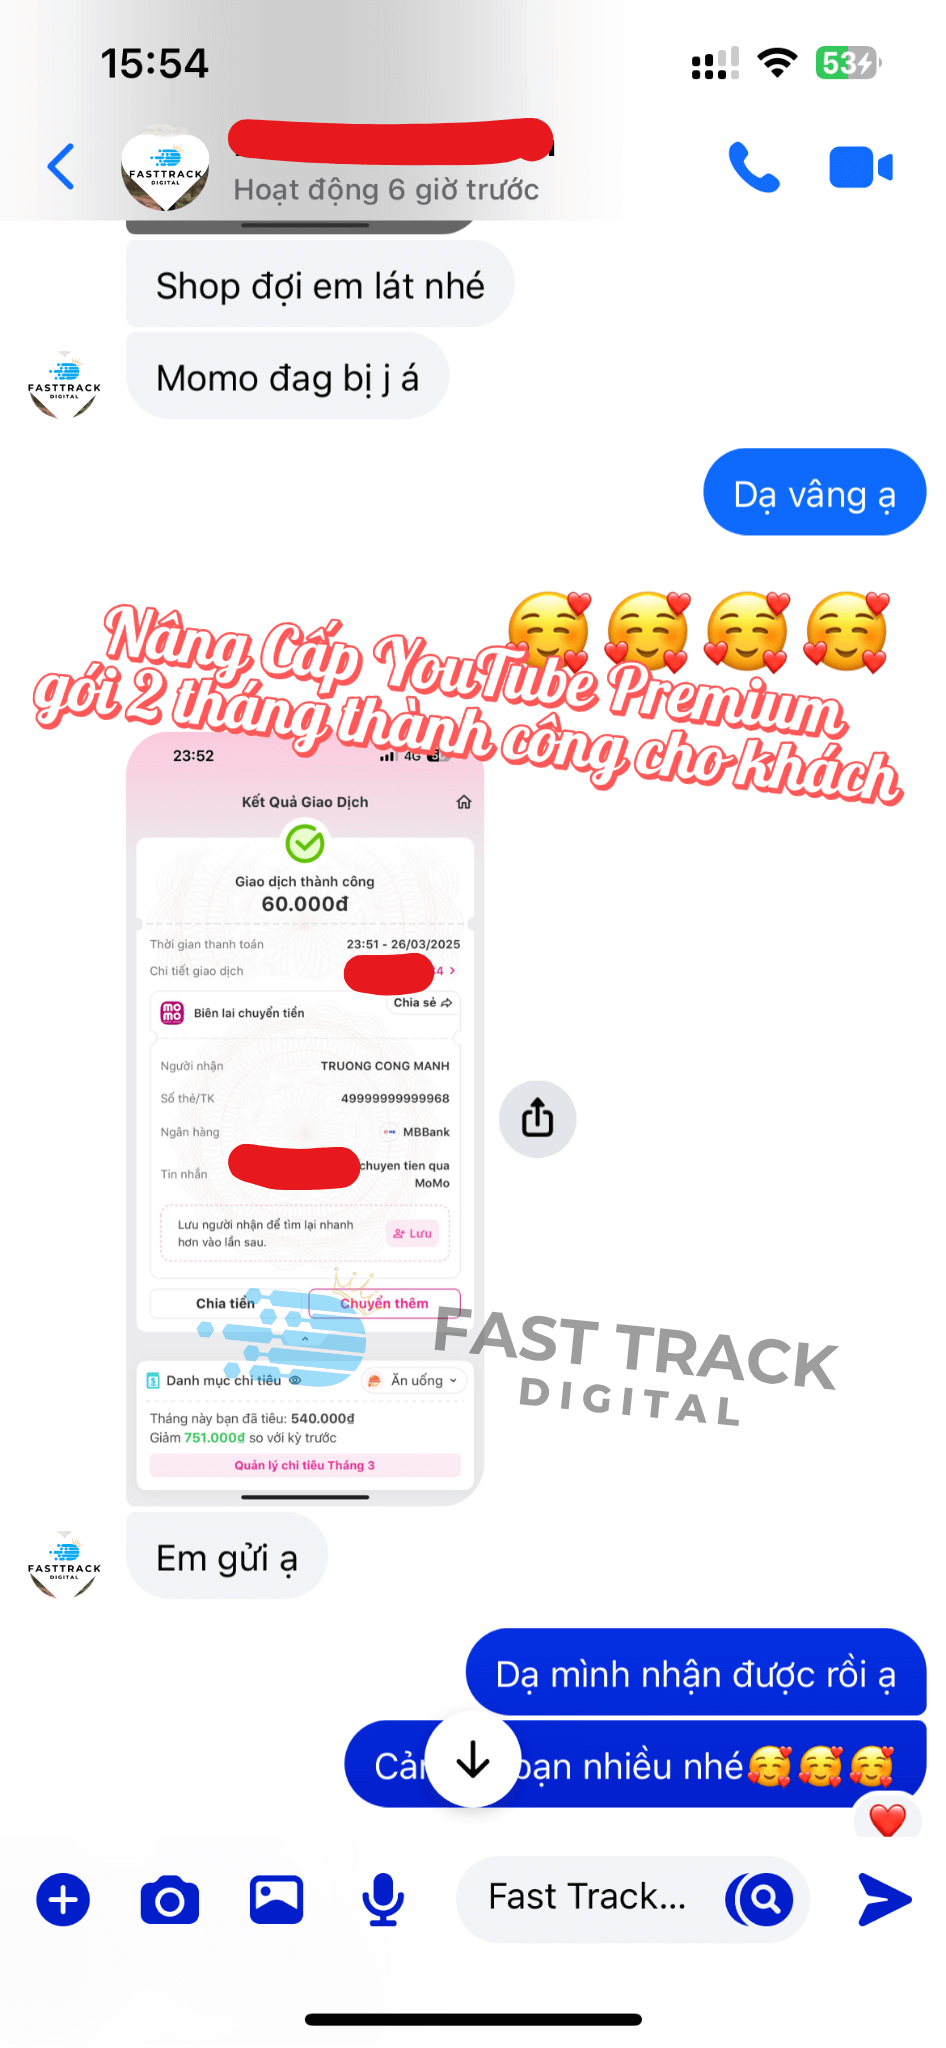 15:54
53
FASTTRACK
DIGITAL
Hoạt động 6 giờ trước
Shop đợi em lát nhé
Momo đag bị j á
FASTTRACK
DIGITAL
Dạ vâng ạ
Nâng Cấp YouTube Premium
gói 2 tháng thành công cho khách
23:52
4G
Kết Quả Giao Dịch
Giao dịch thành công
60.000đ
Thời gian thanh toán 23:51 - 26/03/2025
Chi tiết giao dịch 4 >
Chia sẻ
mo
mo
Biên lai chuyển tiền
Người nhận TRUONG CONG MANH
Số thẻ/TK 49999999999968
Ngân hàng MBBank
Tin nhắn chuyen tien qua
MoMo
Lưu người nhận để tìm lại nhanh
hơn vào lần sau.
Lưu
Chia tiền Chuyển thêm
FAST TRACK
DIGITAL
Danh mục chi tiêu Ăn uống
Tháng này bạn đã tiêu: 540.000₫
Giảm 751.000₫ so với kỳ trước
Quản lý chi tiêu Tháng 3
Em gửi ạ
FASTTRACK
DIGITAL
Dạ mình nhận được rồi ạ
bạn nhiều nhé
Fast Track...